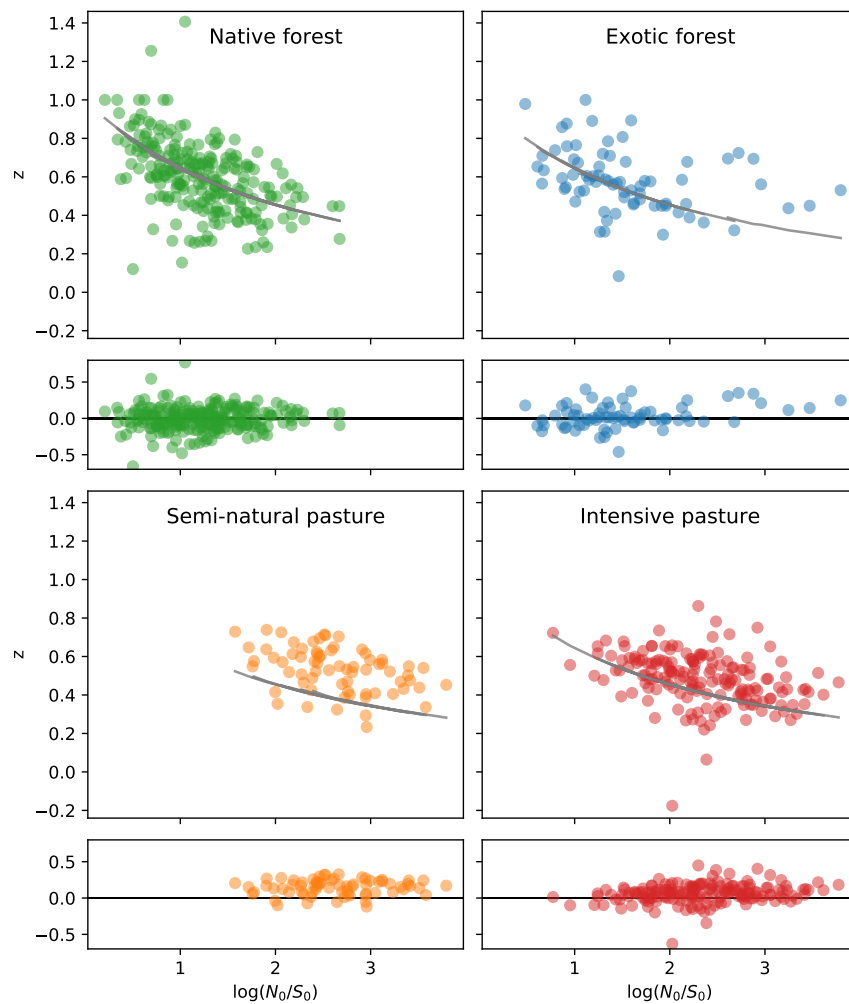 Native forest
Exotic forest
z
1.4
1.2
1.0
0.8
0.6
0.4
0.2
0.0
−0.2
0.5
0.0
−0.5
Semi-natural pasture
Intensive pasture
z
1.4
1.2
1.0
0.8
0.6
0.4
0.2
0.0
−0.2
0.5
0.0
−0.5
1 2 3
1 2 3
log(N₀/S₀)
log(N₀/S₀)